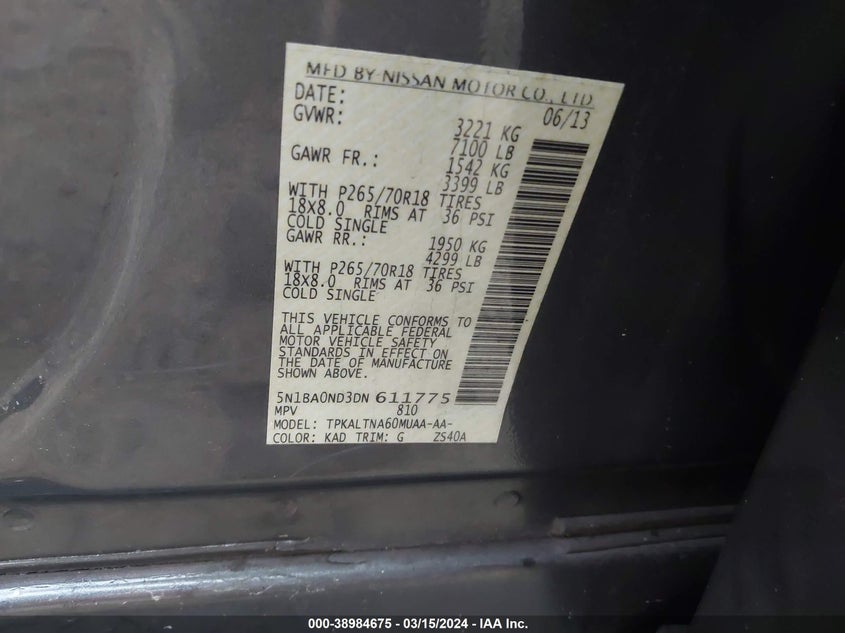 MFD BY NISSAN MOTOR CO., LTD.
DATE: 06/13
GVWR: 3221 KG
7100 LB
GAWR FR.: 1542 KG
3399 LB
WITH P265/70R18 TIRES
18X8.0 RIMS AT 36 PSI
COLD SINGLE
GAWR RR.: 1950 KG
4299 LB
WITH P265/70R18 TIRES
18X8.0 RIMS AT 36 PSI
COLD SINGLE
THIS VEHICLE CONFORMS TO
ALL APPLICABLE FEDERAL
MOTOR VEHICLE SAFETY
STANDARDS IN EFFECT ON
THE DATE OF MANUFACTURE
SHOWN ABOVE.
5N1BA0ND3DN 611775
MPV 810
MODEL: TPKALTNA60MUAA-AA-
COLOR: KAD TRIM: G ZS40A
000-38984675 - 03/15/2024 - IAA Inc.